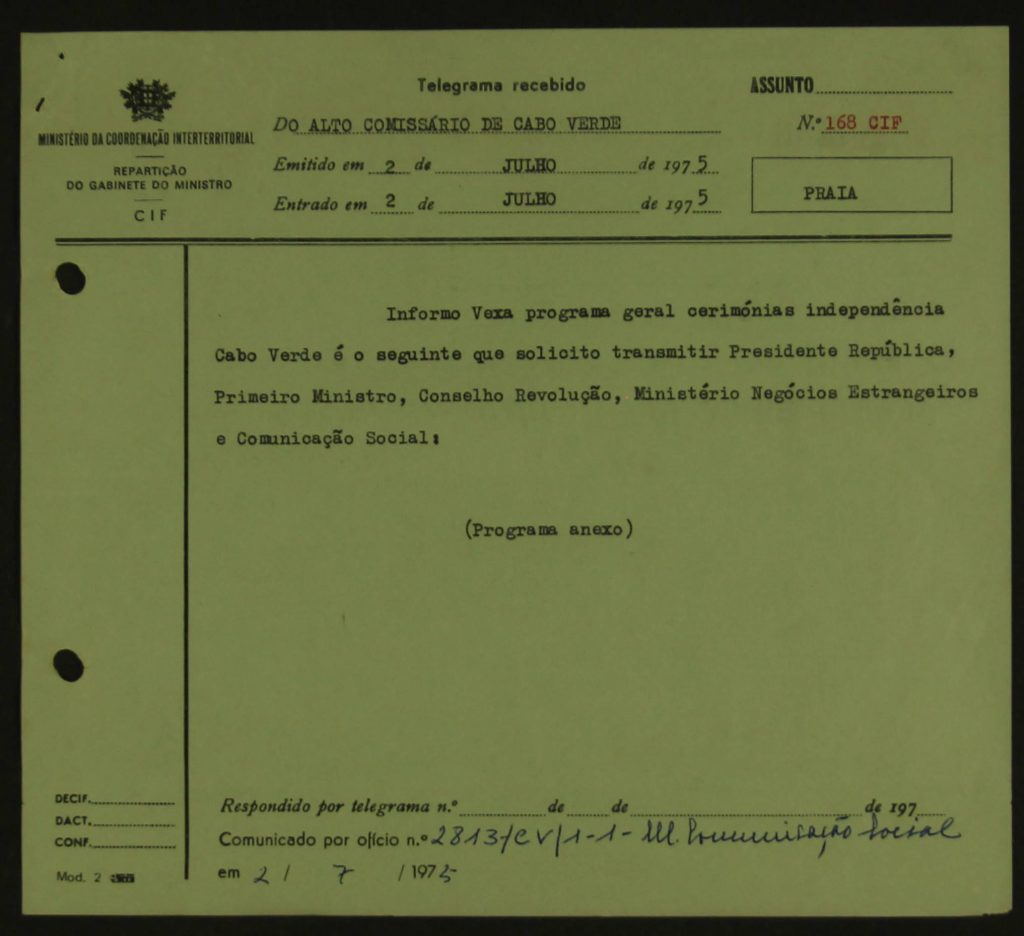 Telegrama recebido
ASSUNTO
MINISTÉRIO DA COORDENAÇÃO INTERTERRITORIAL
REPARTIÇÃO
DO GABINETE DO MINISTRO
CIF
DO ALTO COMISSÁRIO DE CABO VERDE
N.º 168 CIF
Emitido em 2 de JULHO de 1975
Entrado em 2 de JULHO de 1975
PRAIA
Informo Vexa programa geral cerimónias independência
Cabo Verde é o seguinte que solicito transmitir Presidente República,
Primeiro Ministro, Conselho Revolução, Ministério Negócios Estrangeiros
e Comunicação Social:
(Programa anexo)
DECIF.
DACT.
CONF.
Mod. 2
Respondido por telegrama n.º de de de 197
Comunicado por ofício n.º 2813/CV/1-1- M. Comunicação Social
em 2 / 7 / 1975